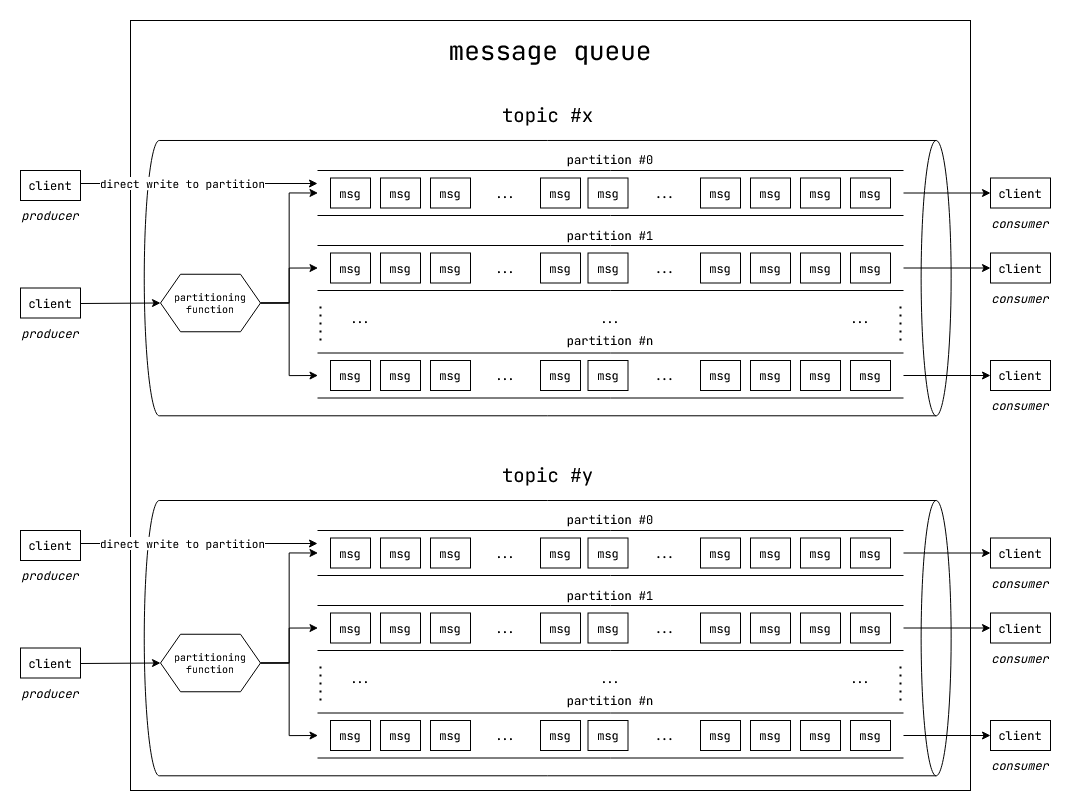 message queue
topic #x
partition #0
client
direct write to partition
msg msg msg ... msg msg ... msg msg msg msg
client
producer
consumer
partition #1
msg msg msg ... msg msg ... msg msg msg msg
client
consumer
client
partitioning
function
producer
... ... ...
partition #n
msg msg msg ... msg msg ... msg msg msg msg
client
consumer
topic #y
partition #0
client
direct write to partition
msg msg msg ... msg msg ... msg msg msg msg
client
producer
consumer
partition #1
msg msg msg ... msg msg ... msg msg msg msg
client
consumer
client
partitioning
function
producer
... ... ...
partition #n
msg msg msg ... msg msg ... msg msg msg msg
client
consumer